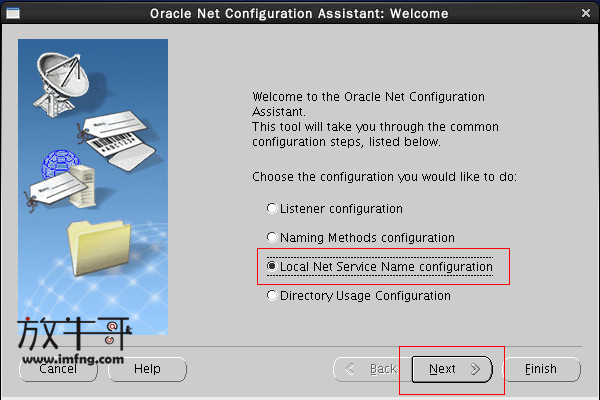 Oracle Net Configuration Assistant: Welcome
Welcome to the Oracle Net Configuration
Assistant.
This tool will take you through the common
configuration steps, listed below.
Choose the configuration you would like to do:
Listener configuration
Naming Methods configuration
Local Net Service Name configuration
Directory Usage Configuration
放牛哥
www.imfng.com
Cancel
Help
Back
Next
Finish